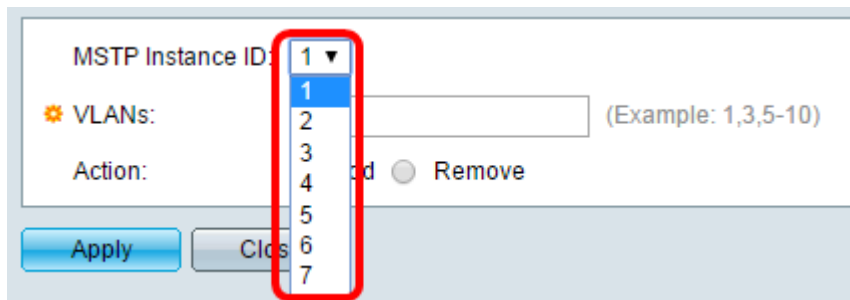 MSTP Instance ID: 1
1
VLANs: (Example: 1,3,5-10)
2
3
Action: Remove
4
5
Apply
6
7